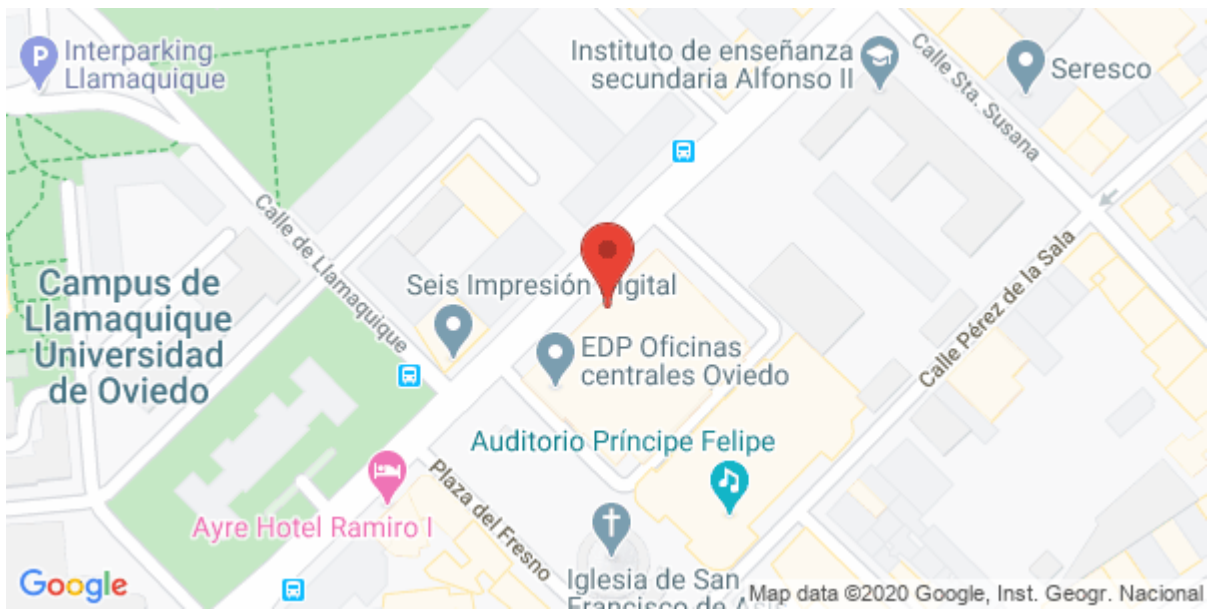 P
Interparking
Llamaquique
Instituto de enseñanza
secundaria Alfonso II
Calle Sta. Susana
Seresco
Calle de Llamaquique
Campus de
Llamaquique
Universidad
de Oviedo
Seis Impresión Digital
EDP Oficinas
centrales Oviedo
Calle Pérez de la Sala
Auditorio Príncipe Felipe
Plaza del Fresno
Ayre Hotel Ramiro I
Iglesia de San
Francisco de Asís
Google
Map data ©2020 Google, Inst. Geogr. Nacional